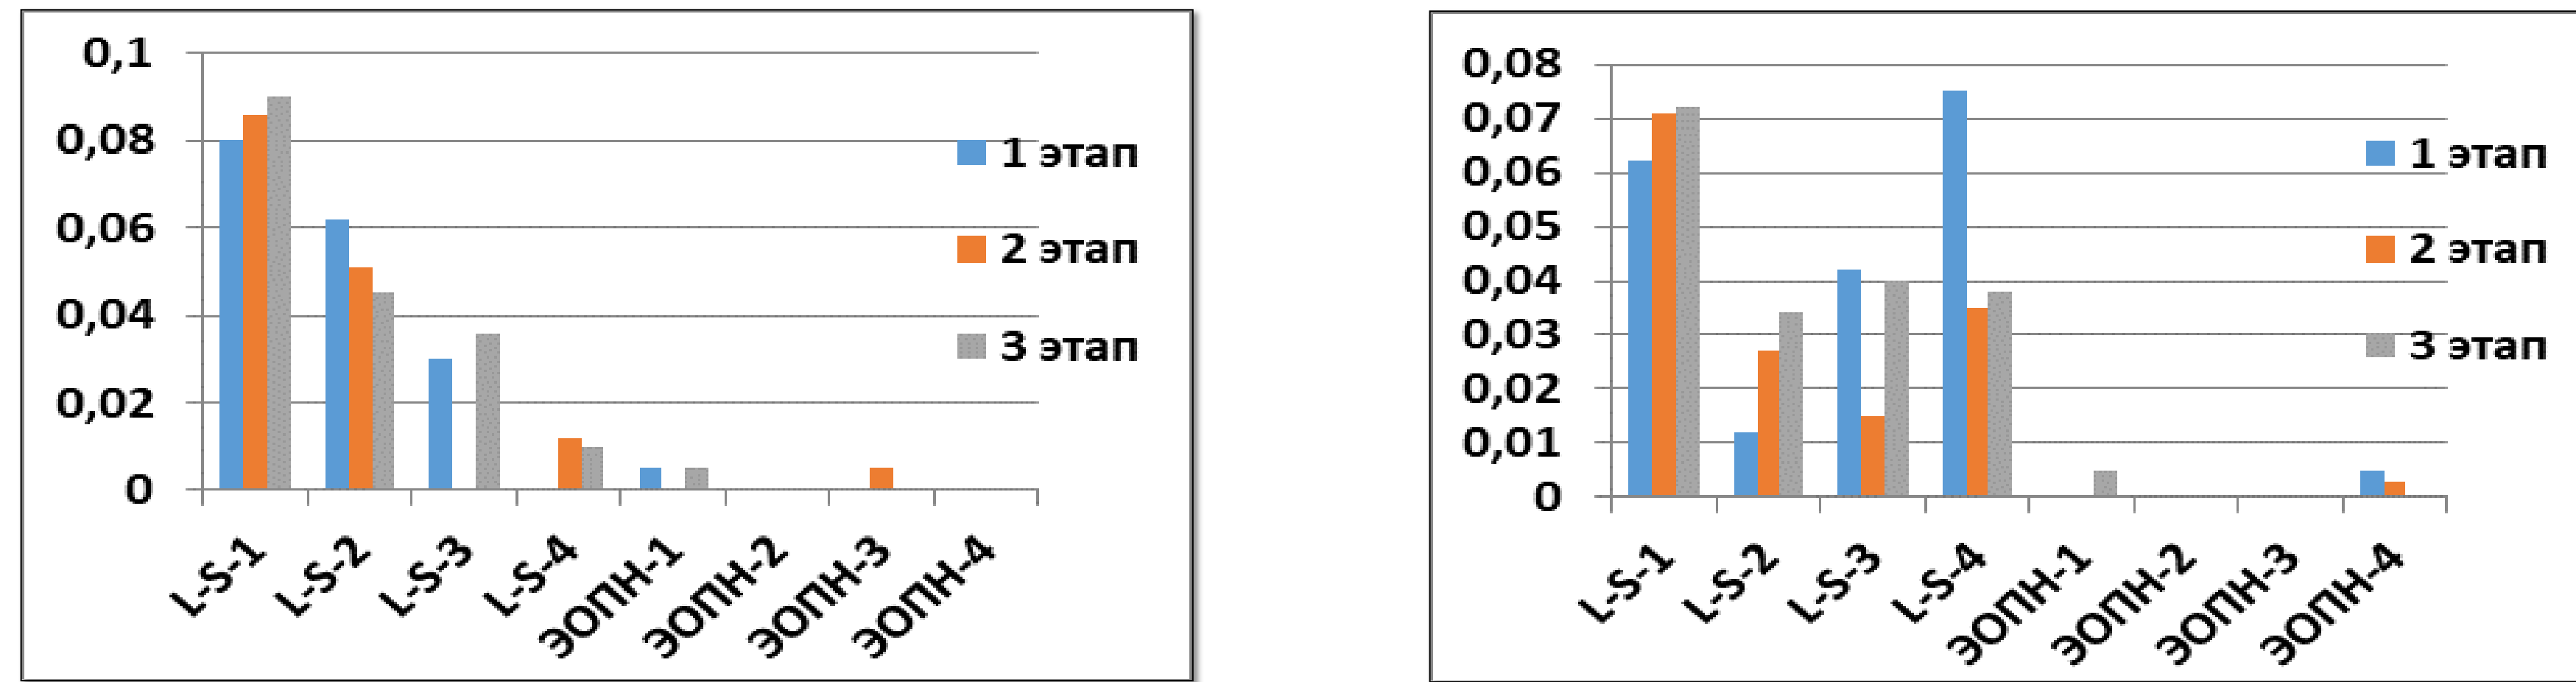 0,1
0,08
0,06
0,04
0,02
0
1 этап
2 этап
3 этап
L-S-1
L-S-2
L-S-3
L-S-4
ЭОПН-1
ЭОПН-2
ЭОПН-3
ЭОПН-4
0,08
0,07
0,06
0,05
0,04
0,03
0,02
0,01
0
1 этап
2 этап
3 этап
L-S-1
L-S-2
L-S-3
L-S-4
ЭОПН-1
ЭОПН-2
ЭОПН-3
ЭОПН-4